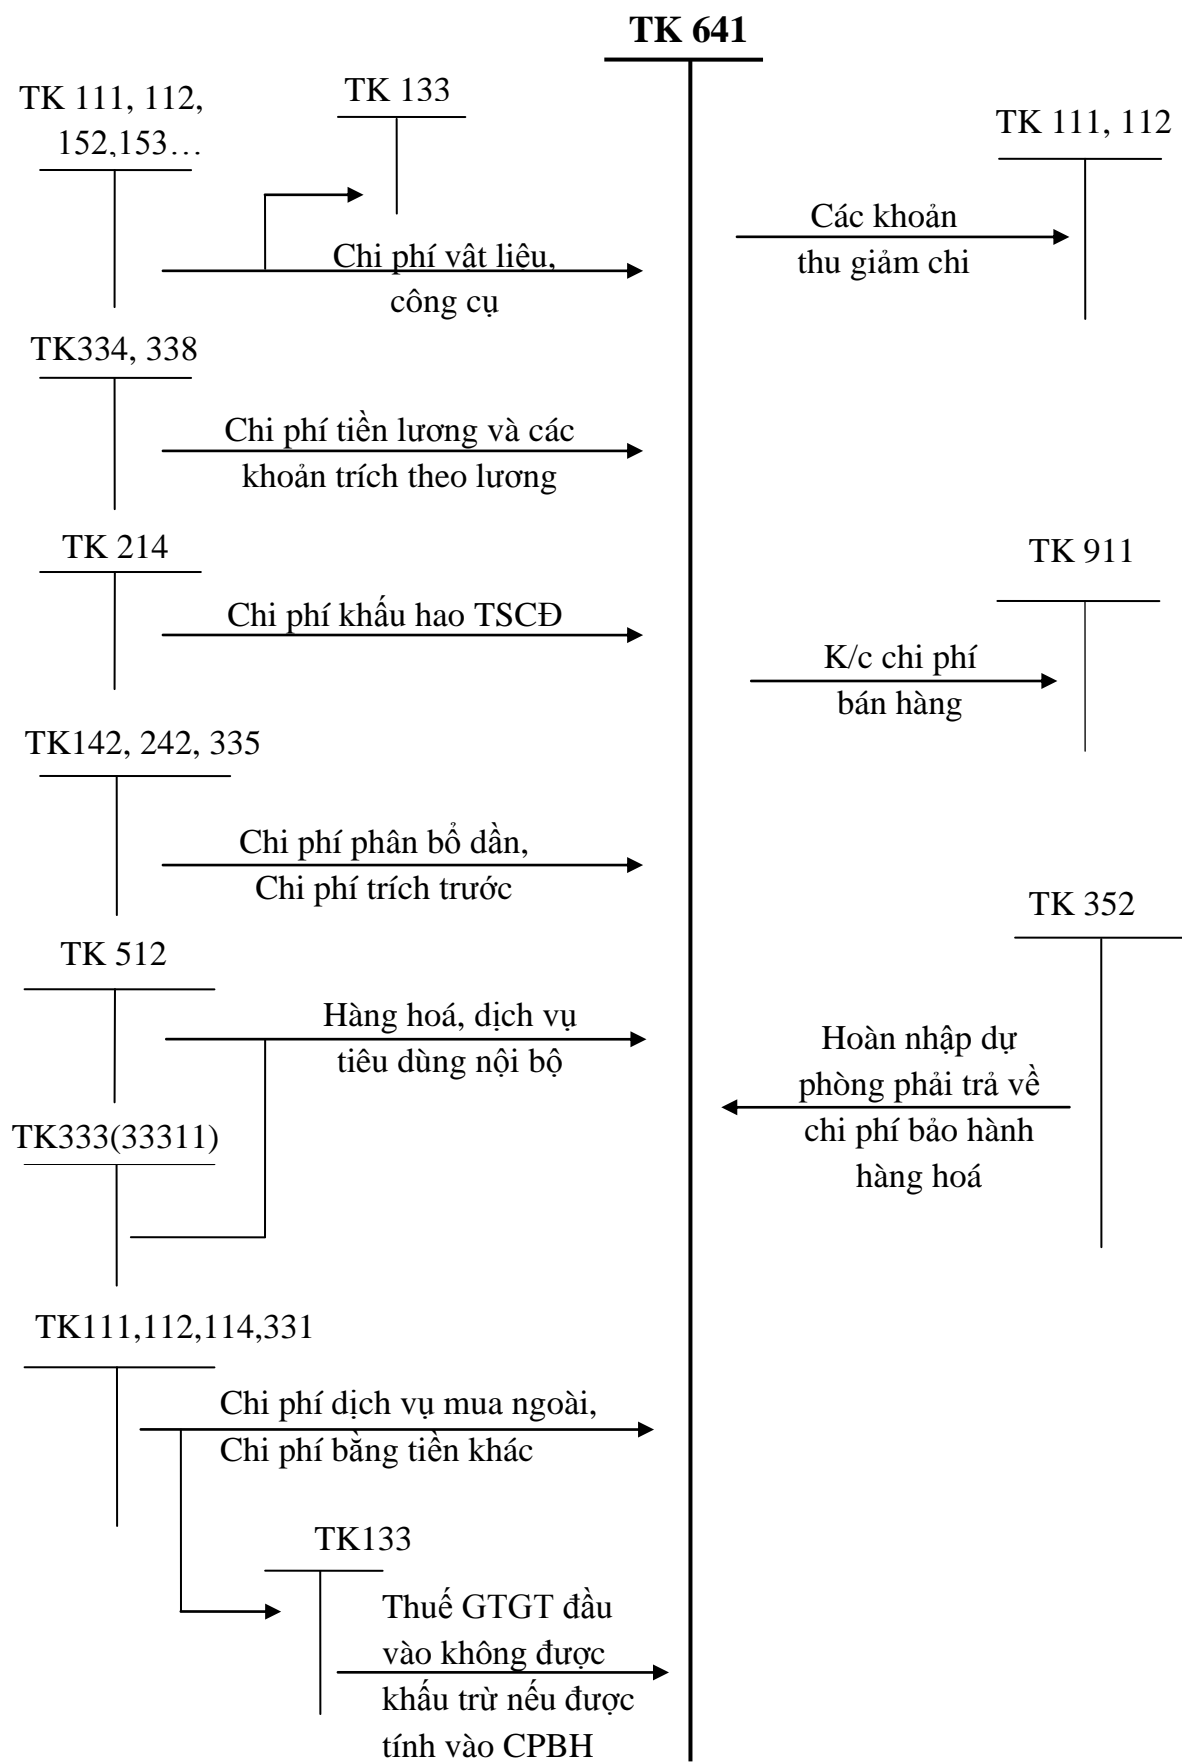 TK 641
TK 111, 112,
152,153…
TK 133
Chi phí vật liệu,
công cụ
TK334, 338
Chi phí tiền lương và các
khoản trích theo lương
TK 214
Chi phí khấu hao TSCĐ
TK142, 242, 335
Chi phí phân bổ dần,
Chi phí trích trước
TK 512
Hàng hoá, dịch vụ
tiêu dùng nội bộ
TK333(33311)
TK111,112,114,331
Chi phí dịch vụ mua ngoài,
Chi phí bằng tiền khác
TK133
Thuế GTGT đầu
vào không được
khấu trừ nếu được
tính vào CPBH
TK 111, 112
Các khoản
thu giảm chi
TK 911
K/c chi phí
bán hàng
TK 352
Hoàn nhập dự
phòng phải trả về
chi phí bảo hành
hàng hoá